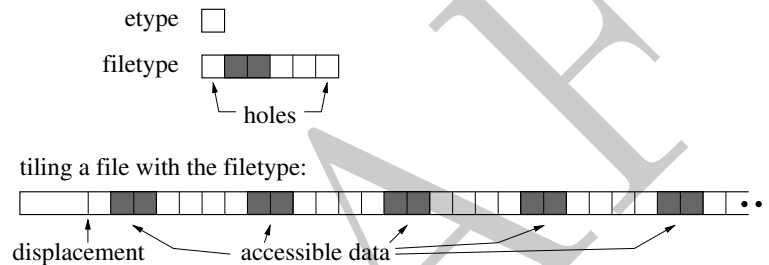 etype
filetype
holes
tiling a file with the filetype:
displacement
accessible data